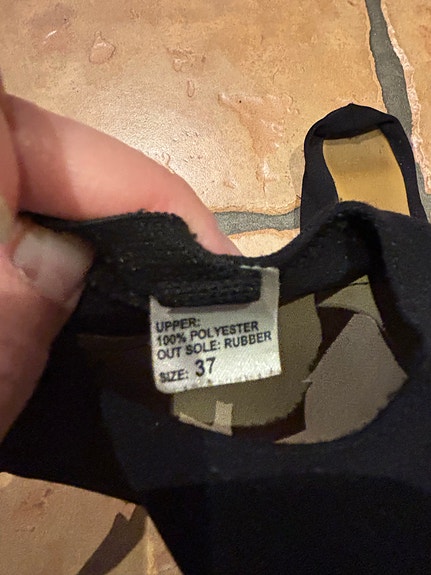 UPPER:
100% POLYESTER
OUT SOLE: RUBBER
SIZE: 37